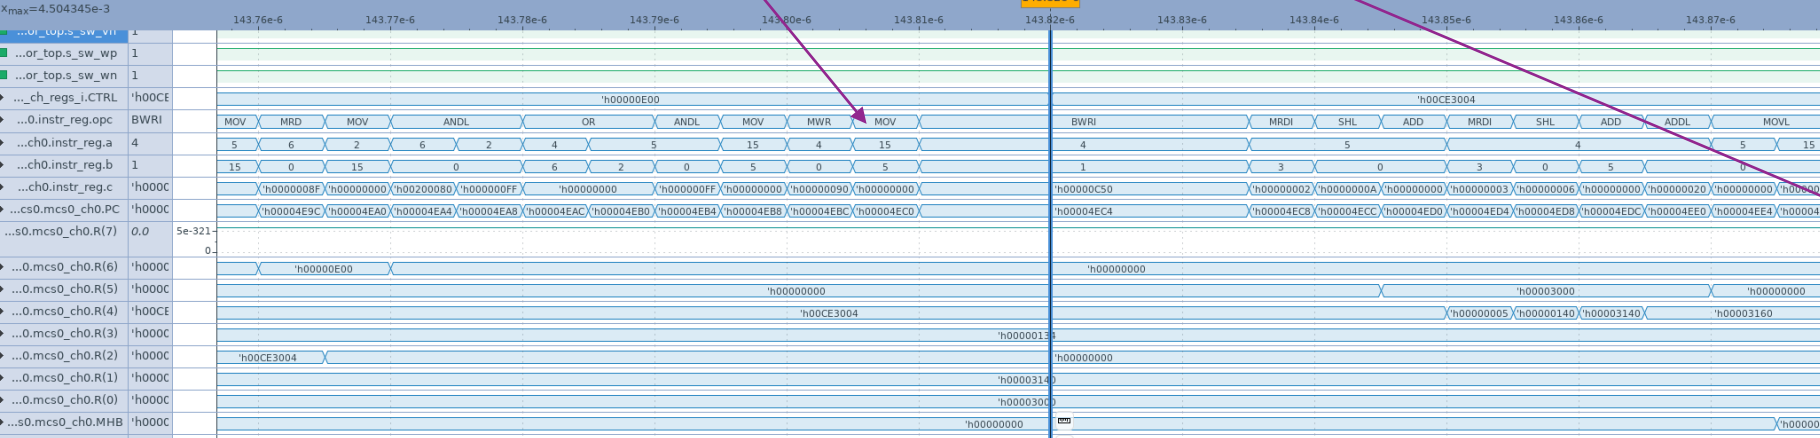 xmax=4.504345e-3
143.76e-6 143.77e-6 143.78e-6 143.79e-6 143.80e-6 143.81e-6 143.82e-6 143.83e-6 143.84e-6 143.85e-6 143.86e-6 143.87e-6
...or_top.s_sw_vn 1
...or_top.s_sw_wp 1
...or_top.s_sw_wn 1
..._ch_regs_i.CTRL 'h00CE 'h00000E00 'h00CE3004
...0.instr_reg.opc BWRI MOV MRD MOV ANDL OR ANDL MOV MWR MOV BWRI MRDI SHL ADD MRDI SHL ADD ADDL MOVL
...ch0.instr_reg.a 4 5 6 2 6 2 4 5 15 4 15 4 5 4 5 15
...ch0.instr_reg.b 1 15 0 15 0 6 2 0 5 0 5 1 3 0 3 0 5 0
...ch0.instr_reg.c 'h000C 'h0000008F 'h00000000 'h00200080 'h000000FF 'h00000000 'h000000FF 'h00000000 'h00000090 'h00000000 'h00000C50 'h00000002 'h0000000A 'h00000000 'h00000003 'h00000006 'h00000000 'h00000020 'h00000000 'h0000
...cs0.mcs0_ch0.PC 'h000C 'h00004E9C 'h00004EA0 'h00004EA4 'h00004EA8 'h00004EAC 'h00004EB0 'h00004EB4 'h00004EB8 'h00004EBC 'h00004EC0 'h00004EC4 'h00004EC8 'h00004ECC 'h00004ED0 'h00004ED4 'h00004ED8 'h00004EDC 'h00004EE0 'h00004EE4 'h00004
...s0.mcs0_ch0.R(7) 0.0 5e-321
0
...0.mcs0_ch0.R(6) 'h000C 'h00000E00 'h00000000
...0.mcs0_ch0.R(5) 'h000C 'h00000000 'h00003000 'h00000000
...0.mcs0_ch0.R(4) 'h00CE 'h00CE3004 'h00000005 'h00000140 'h00003140 'h00003160
...0.mcs0_ch0.R(3) 'h000C 'h00000134
...0.mcs0_ch0.R(2) 'h000C 'h00CE3004 'h00000000
...0.mcs0_ch0.R(1) 'h000C 'h00003140
...0.mcs0_ch0.R(0) 'h000C 'h00003000
...s0.mcs0_ch0.MHB 'h000C 'h00000000 'h0000